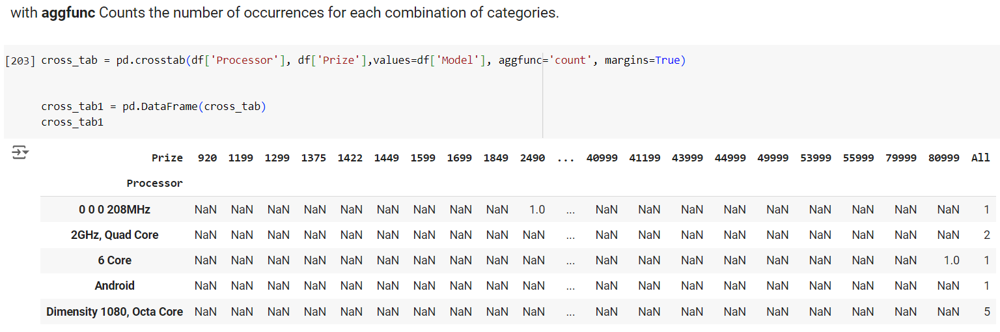 with aggfunc Counts the number of occurrences for each combination of categories.
[203] cross_tab = pd.crosstab(df['Processor'], df['Prize'],values=df['Model'], aggfunc='count', margins=True)
cross_tab1 = pd.DataFrame(cross_tab)
cross_tab1
Prize 920 1199 1299 1375 1422 1449 1599 1699 1849 2490 ... 40999 41199 43999 44999 49999 53999 55999 79999 80999 All
Processor
0 0 0 208MHz NaN NaN NaN NaN NaN NaN NaN NaN NaN 1.0 ... NaN NaN NaN NaN NaN NaN NaN NaN NaN 1
2GHz, Quad Core NaN NaN NaN NaN NaN NaN NaN NaN NaN NaN ... NaN NaN NaN NaN NaN NaN NaN NaN NaN 2
6 Core NaN NaN NaN NaN NaN NaN NaN NaN NaN NaN ... NaN NaN NaN NaN NaN NaN NaN NaN 1.0 1
Android NaN NaN NaN NaN NaN NaN NaN NaN NaN NaN ... NaN NaN NaN NaN NaN NaN NaN NaN NaN 1
Dimensity 1080, Octa Core NaN NaN NaN NaN NaN NaN NaN NaN NaN NaN ... NaN NaN NaN NaN NaN NaN NaN NaN NaN 5